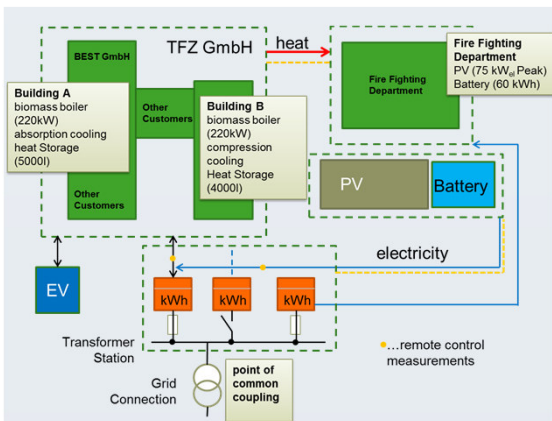 TFZ GmbH
heat
BEST GmbH
Building A
biomass boiler
(220kW)
absorption cooling
heat Storage
(5000l)
Other
Customers
Other
Customers
Building B
biomass boiler
(220kW)
compression
cooling
Heat Storage
(4000l)
Fire Fighting
Department
Fire Fighting
Department
PV (75 kWel Peak)
Battery (60 kWh)
PV
Battery
electricity
EV
kWh
kWh
kWh
Transformer
Station
...remote control
measurements
Grid
Connection
point of
common
coupling